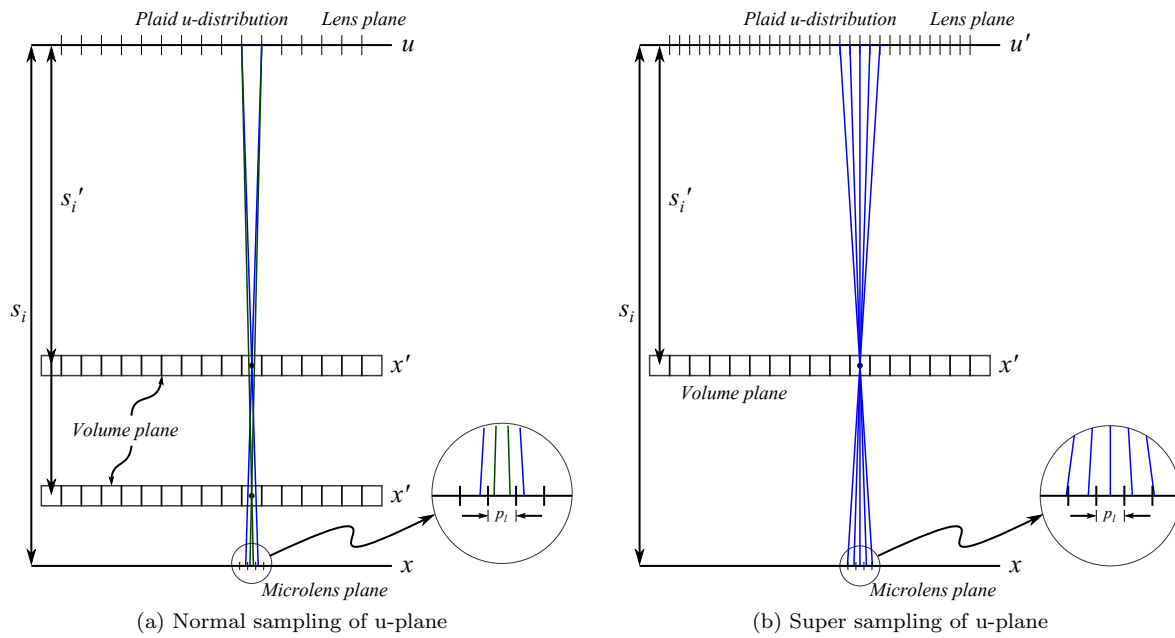 Plaid u-distribution Lens plane
u
s_i'
s_i
x'
Volume plane
x'
p_l
x
Microlens plane
(a) Normal sampling of u-plane
Plaid u-distribution Lens plane
u'
s_i'
s_i
x'
Volume plane
p_l
x
Microlens plane
(b) Super sampling of u-plane